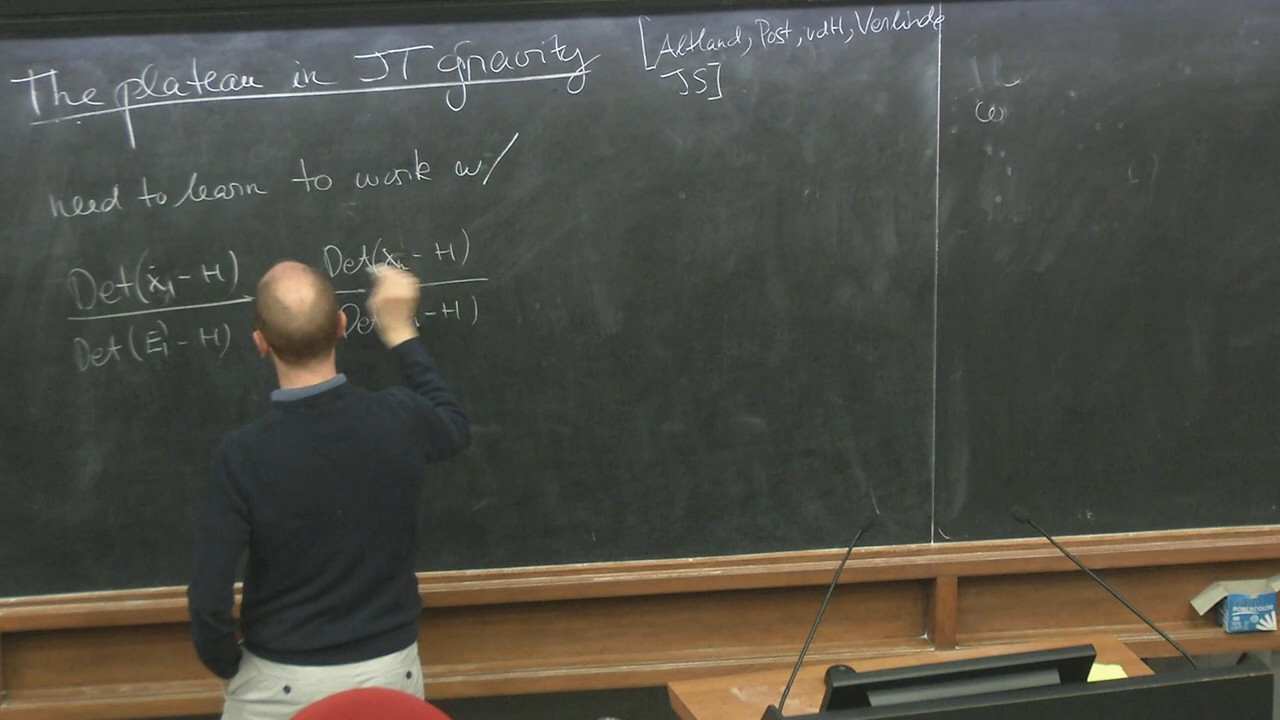 The plateau in JT gravity [Altland, Post, vdH, Verlinde
JS]
need to learn to work w/
Det(x₁ - H) Det( - H)
Det(E₁ - H) - H)
ROBERCOLOR